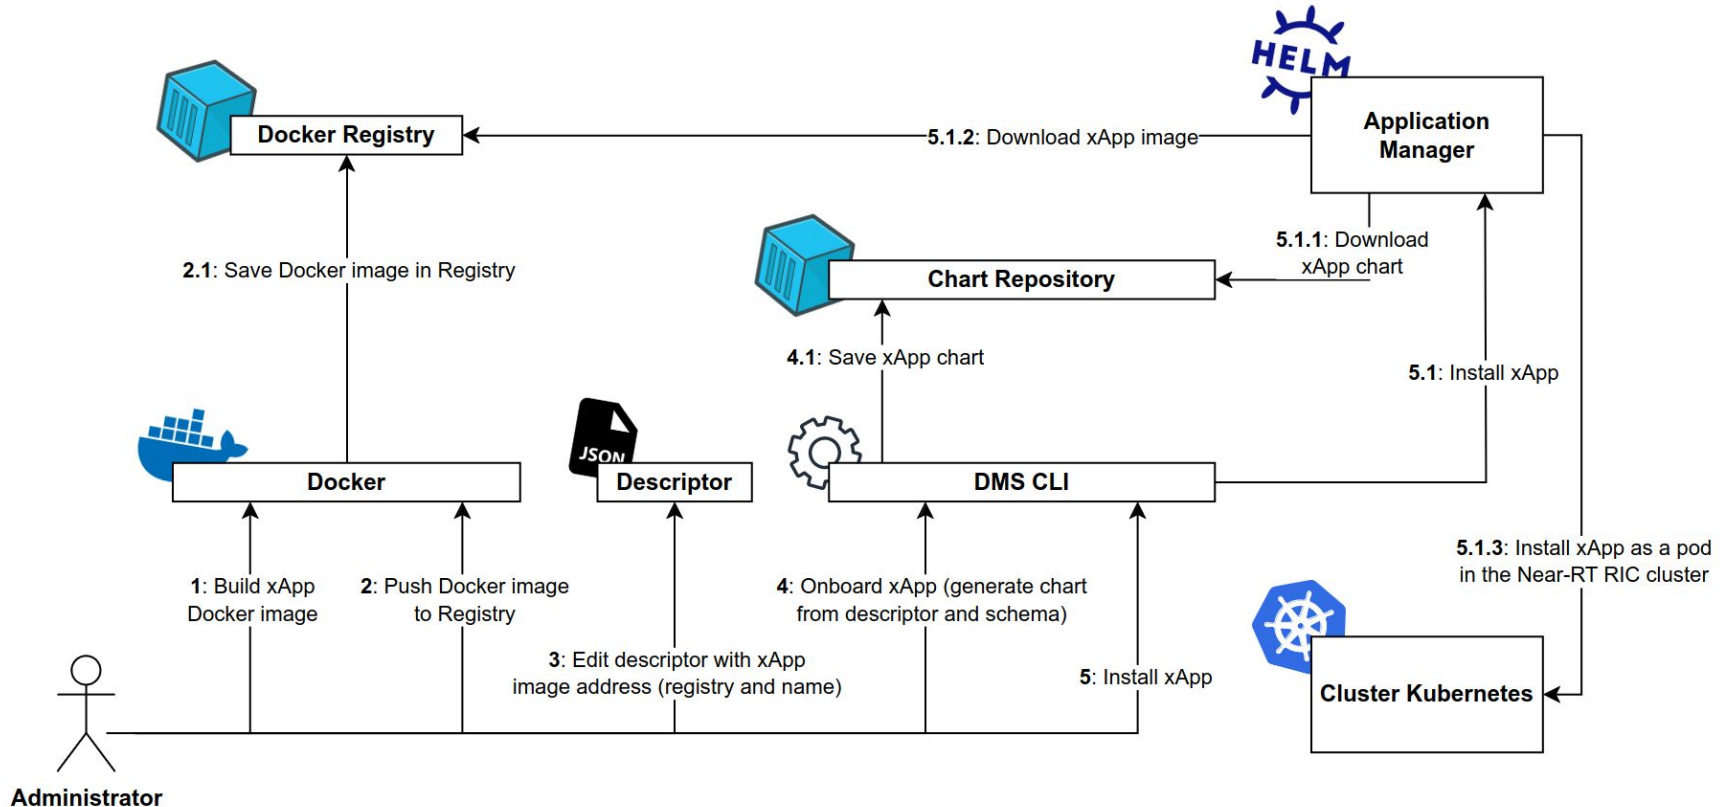 HELM
Application
Manager
Docker Registry
5.1.2: Download xApp image
5.1.1: Download
xApp chart
2.1: Save Docker image in Registry
Chart Repository
4.1: Save xApp chart
5.1: Install xApp
JSON
Docker
Descriptor
DMS CLI
5.1.3: Install xApp as a pod
in the Near-RT RIC cluster
1: Build xApp
Docker image
2: Push Docker image
to Registry
4: Onboard xApp (generate chart
from descriptor and schema)
3: Edit descriptor with xApp
image address (registry and name)
5: Install xApp
Cluster Kubernetes
Administrator